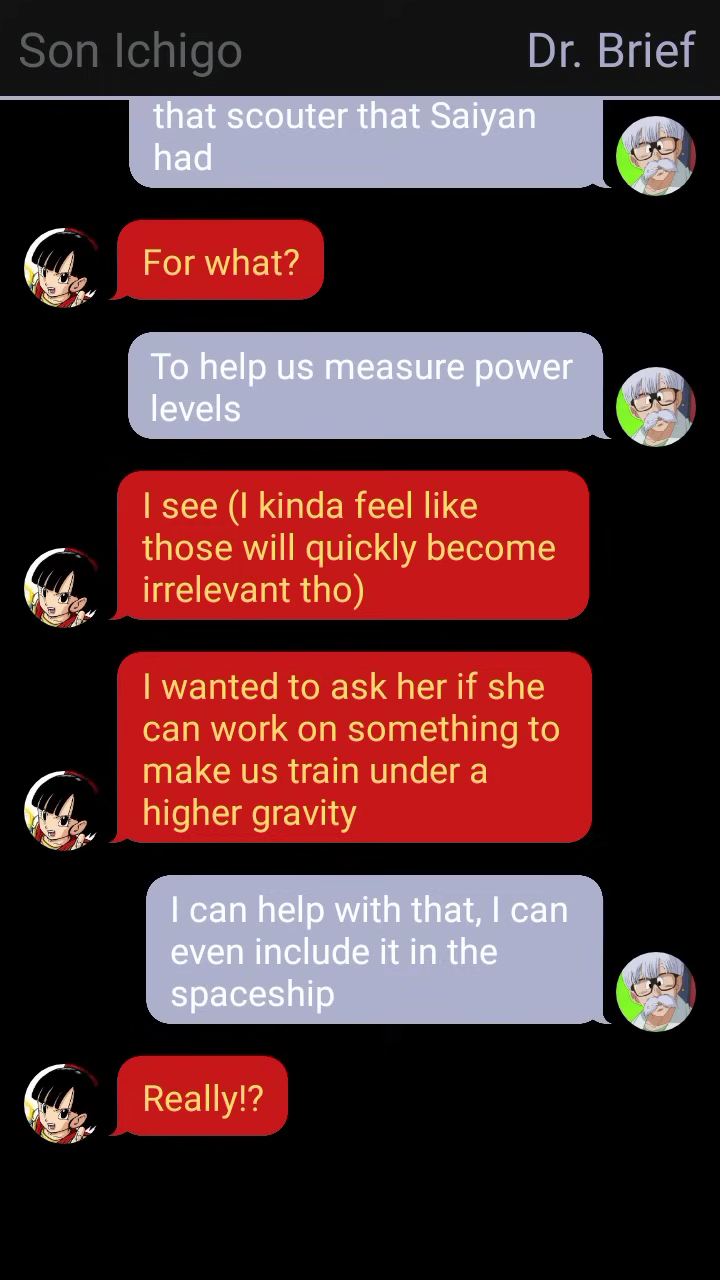 Son Ichigo
Dr. Brief
that scouter that Saiyan
had
For what?
To help us measure power
levels
I see (I kinda feel like
those will quickly become
irrelevant tho)
I wanted to ask her if she
can work on something to
make us train under a
higher gravity
I can help with that, I can
even include it in the
spaceship
Really!?